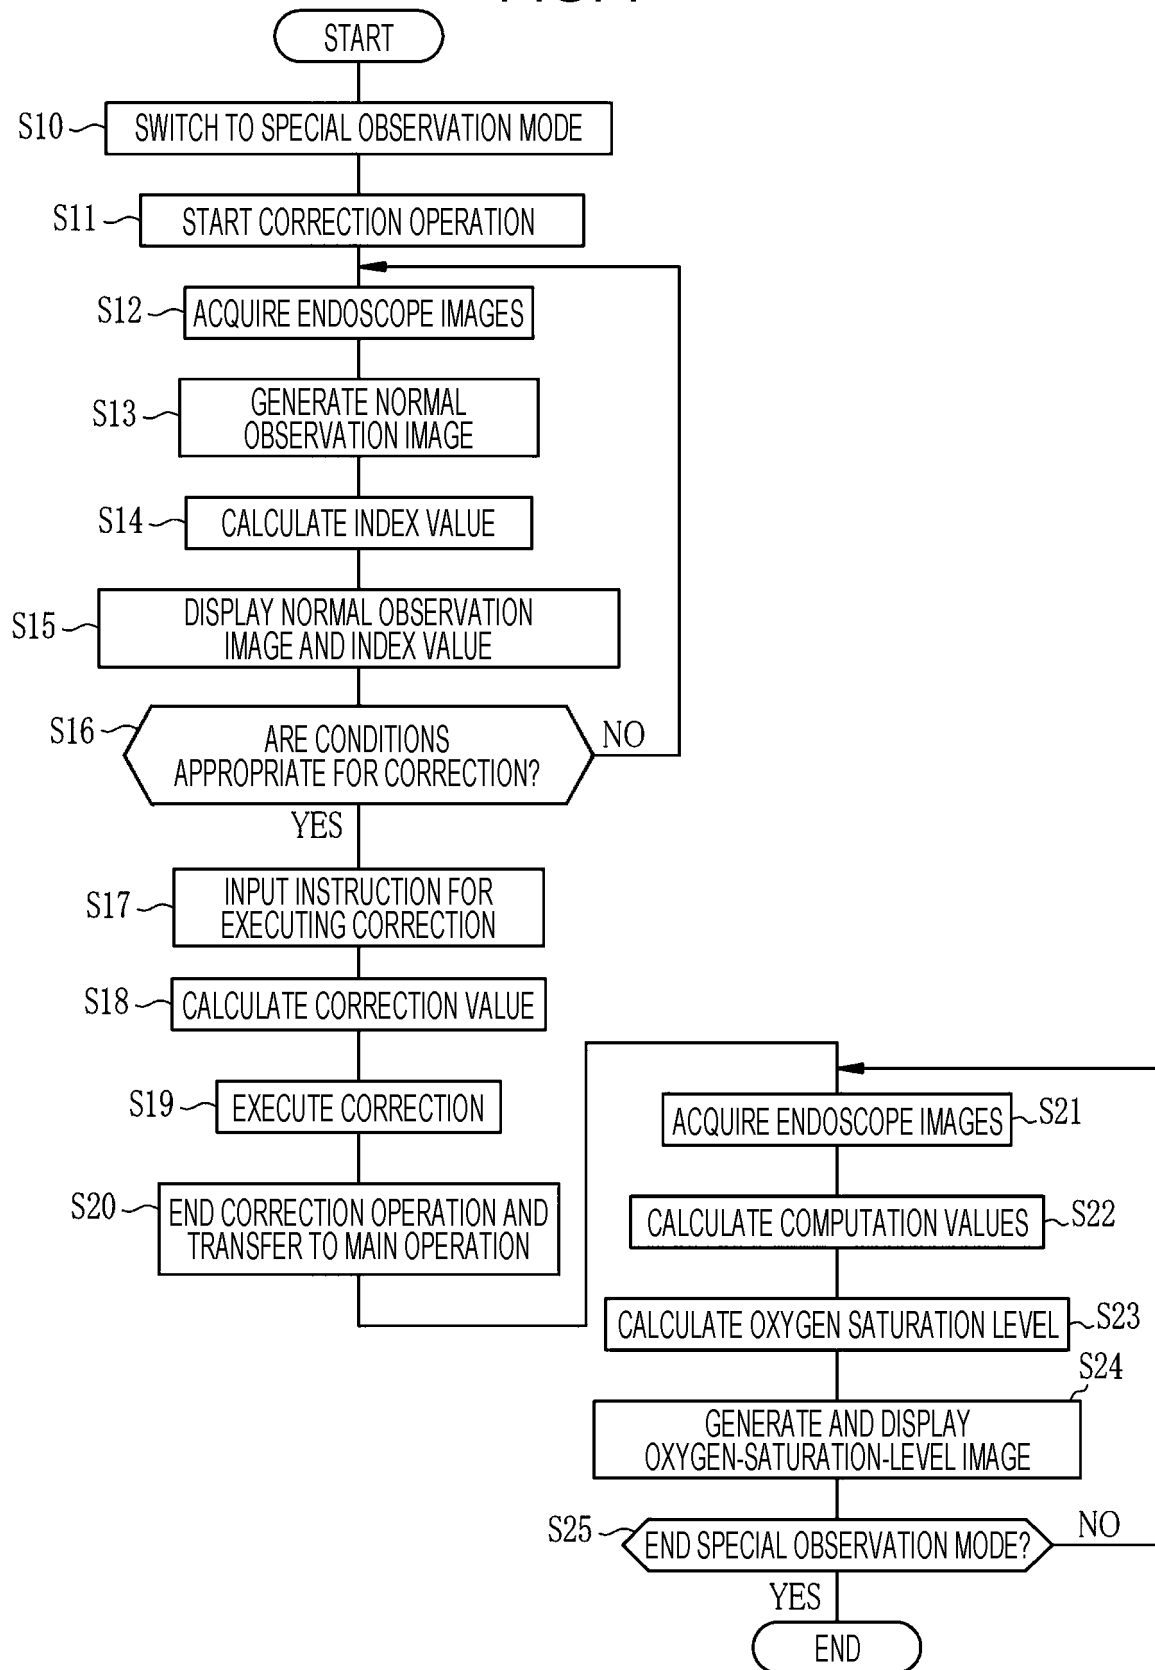 START
S10
SWITCH TO SPECIAL OBSERVATION MODE
S11
START CORRECTION OPERATION
S12
ACQUIRE ENDOSCOPE IMAGES
S13
GENERATE NORMAL
OBSERVATION IMAGE
S14
CALCULATE INDEX VALUE
S15
DISPLAY NORMAL OBSERVATION
IMAGE AND INDEX VALUE
S16
ARE CONDITIONS
APPROPRIATE FOR CORRECTION?
NO
YES
S17
INPUT INSTRUCTION FOR
EXECUTING CORRECTION
S18
CALCULATE CORRECTION VALUE
S19
EXECUTE CORRECTION
S20
END CORRECTION OPERATION AND
TRANSFER TO MAIN OPERATION
ACQUIRE ENDOSCOPE IMAGES
S21
CALCULATE COMPUTATION VALUES
S22
CALCULATE OXYGEN SATURATION LEVEL
S23
S24
GENERATE AND DISPLAY
OXYGEN-SATURATION-LEVEL IMAGE
S25
END SPECIAL OBSERVATION MODE?
NO
YES
END